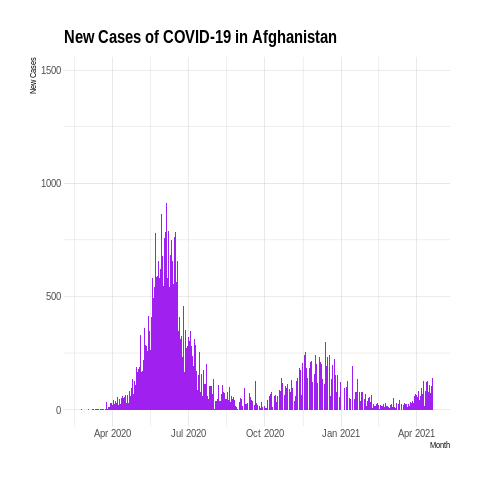 New Cases of COVID-19 in Afghanistan
New Cases
1500
1000
500
0
Apr 2020 Jul 2020 Oct 2020 Jan 2021 Apr 2021
Month